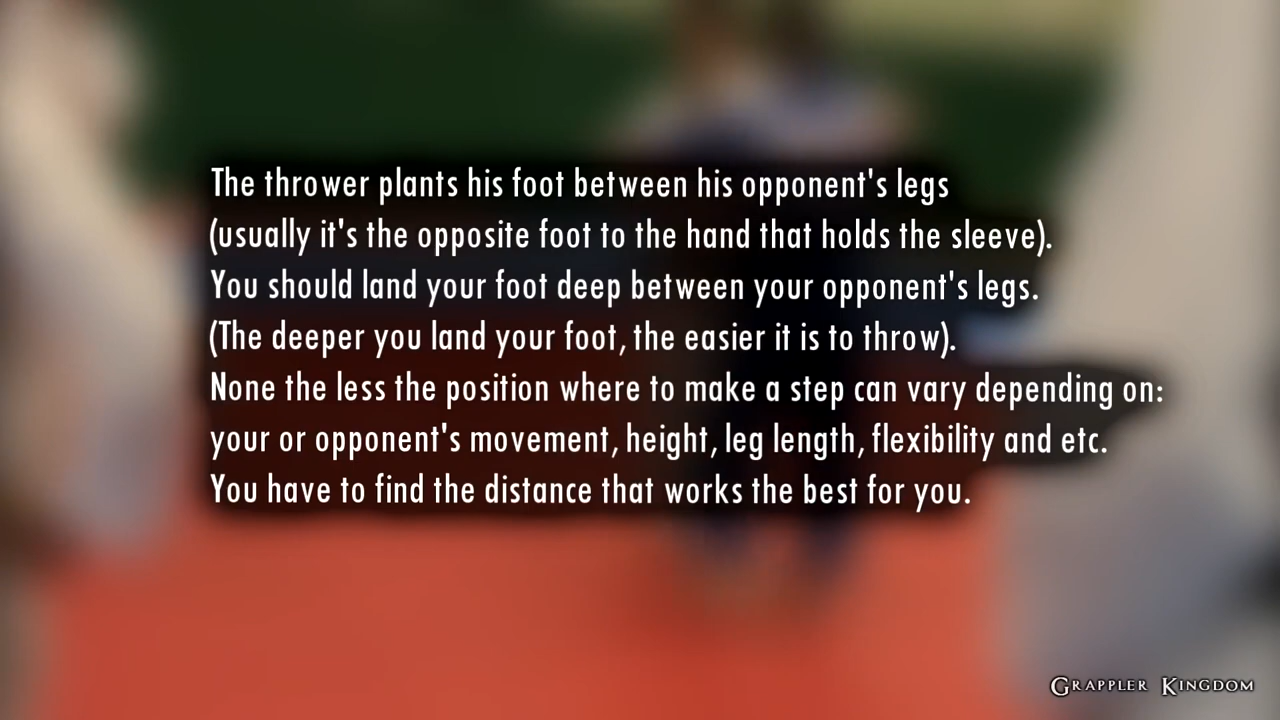 The thrower plants his foot between his opponent's legs
(usually it's the opposite foot to the hand that holds the sleeve).
You should land your foot deep between your opponent's legs.
(The deeper you land your foot, the easier it is to throw).
None the less the position where to make a step can vary depending on:
your or opponent's movement, height, leg length, flexibility and etc.
You have to find the distance that works the best for you.
Grappler Kingdom